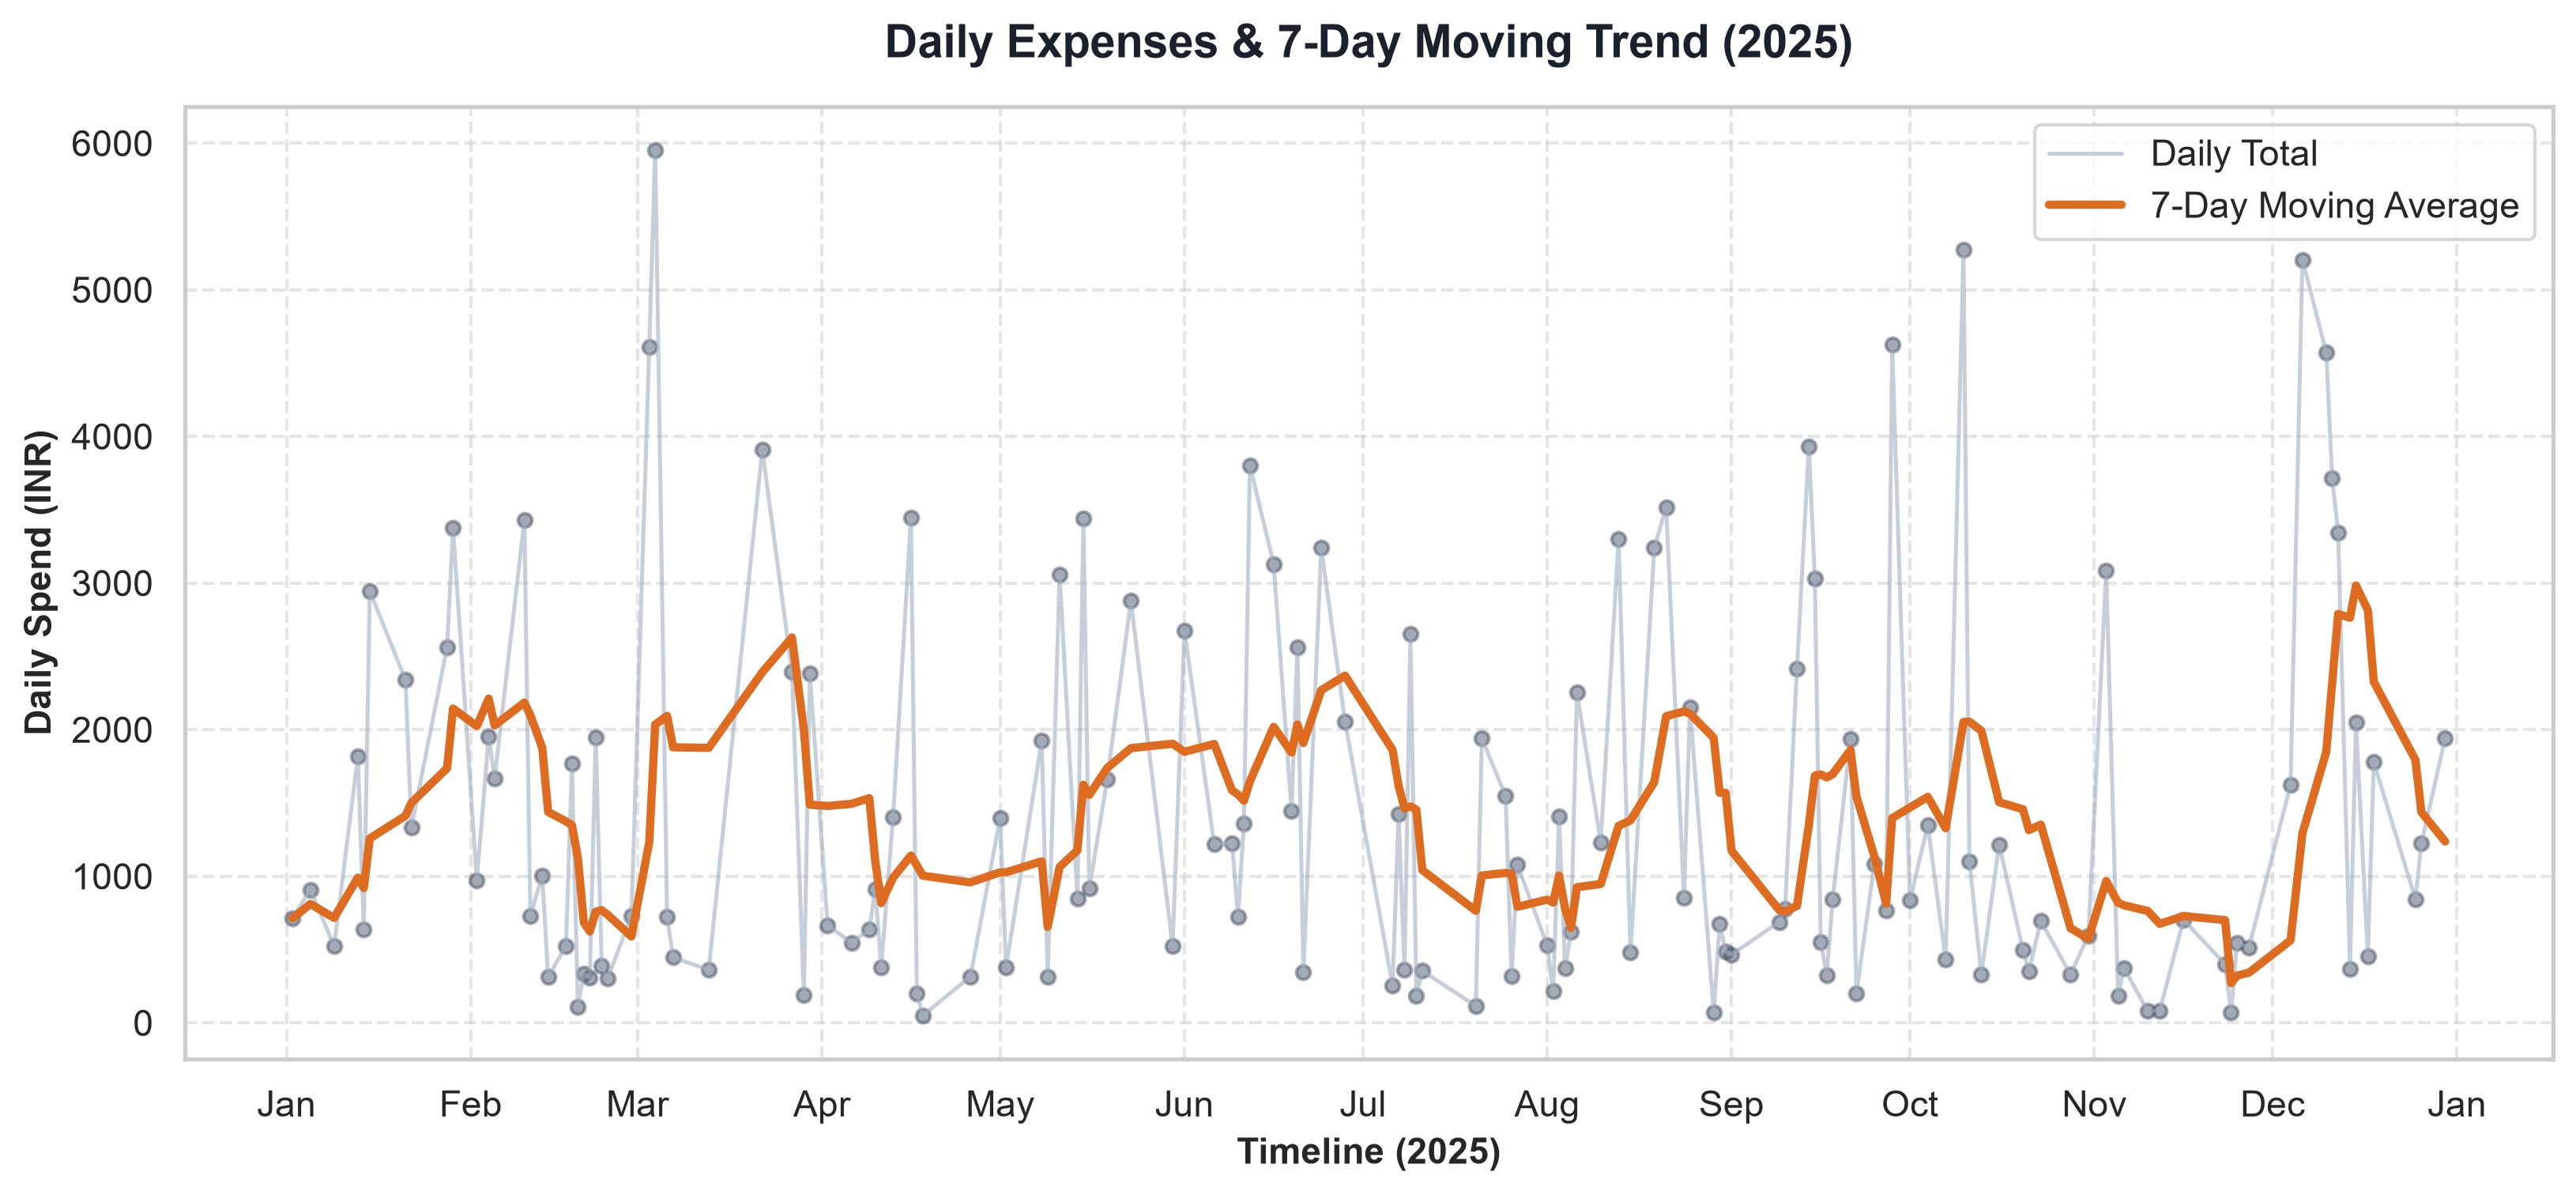 Daily Expenses & 7-Day Moving Trend (2025)
Daily Total
7-Day Moving Average
Daily Spend (INR)
6000
5000
4000
3000
2000
1000
0
Jan Feb Mar Apr May Jun Jul Aug Sep Oct Nov Dec Jan
Timeline (2025)